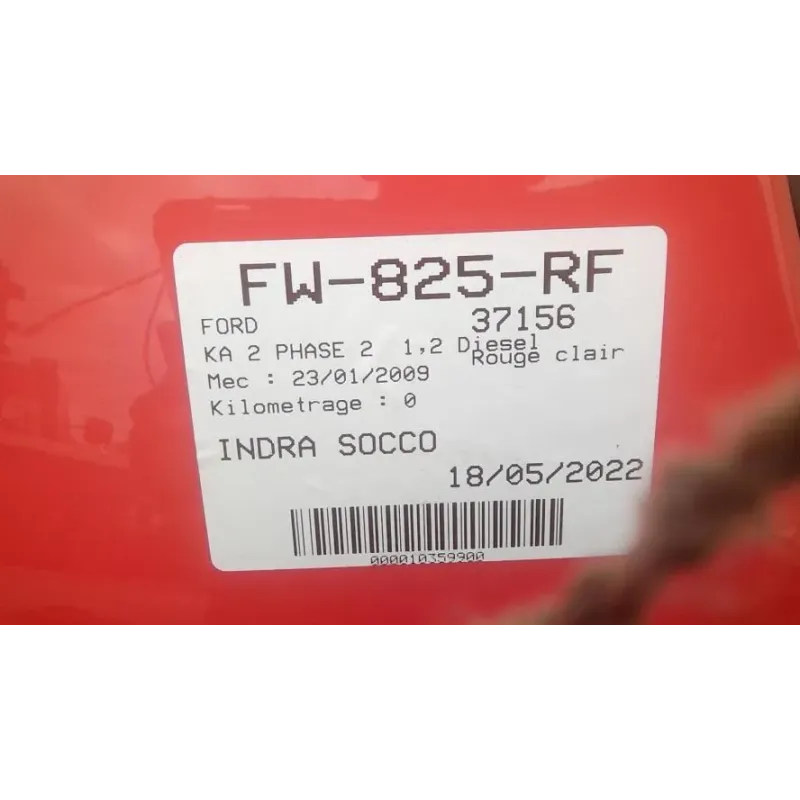 FW-825-RF
FORD 37156
KA 2 PHASE 2 1,2 Diesel
Rouge clair
Mec : 23/01/2009
Kilometrage : 0
INDRA SOCCO
18/05/2022
000010359900